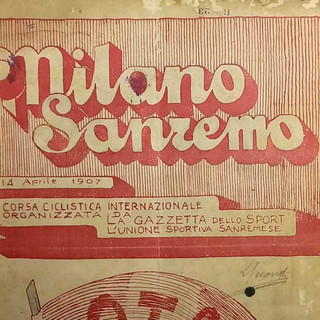 Milano
Sanremo
14 Aprile 1907
CORSA CICLISTICA INTERNAZIONALE
ORGANIZZATA DA
LA GAZZETTA DELLO SPORT
L'UNIONE SPORTIVA SANREMESE